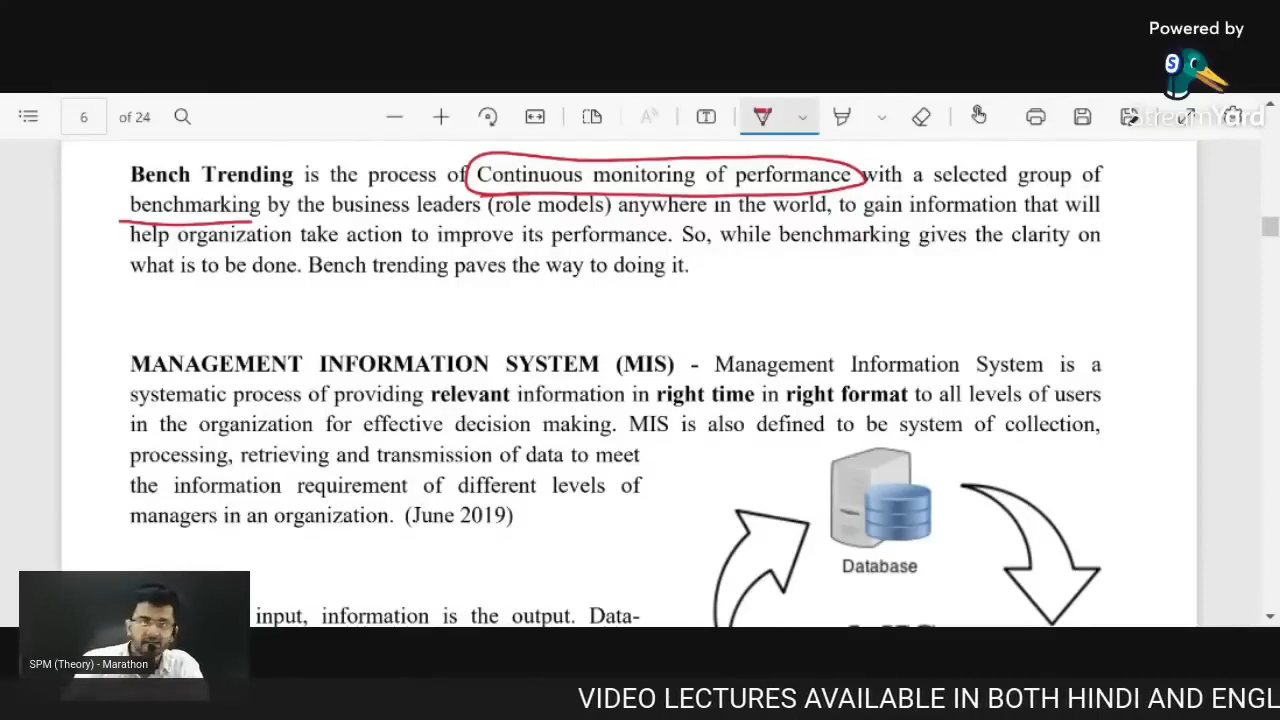 Powered by
S
StreamYard
6 of 24
Bench Trending is the process of Continuous monitoring of performance with a selected group of
benchmarking by the business leaders (role models) anywhere in the world, to gain information that will
help organization take action to improve its performance. So, while benchmarking gives the clarity on
what is to be done. Bench trending paves the way to doing it.
MANAGEMENT INFORMATION SYSTEM (MIS) - Management Information System is a
systematic process of providing relevant information in right time in right format to all levels of users
in the organization for effective decision making. MIS is also defined to be system of collection,
processing, retrieving and transmission of data to meet
the information requirement of different levels of
managers in an organization. (June 2019)
Database
input, information is the output. Data-
SPM (Theory) - Marathon
VIDEO LECTURES AVAILABLE IN BOTH HINDI AND ENGL